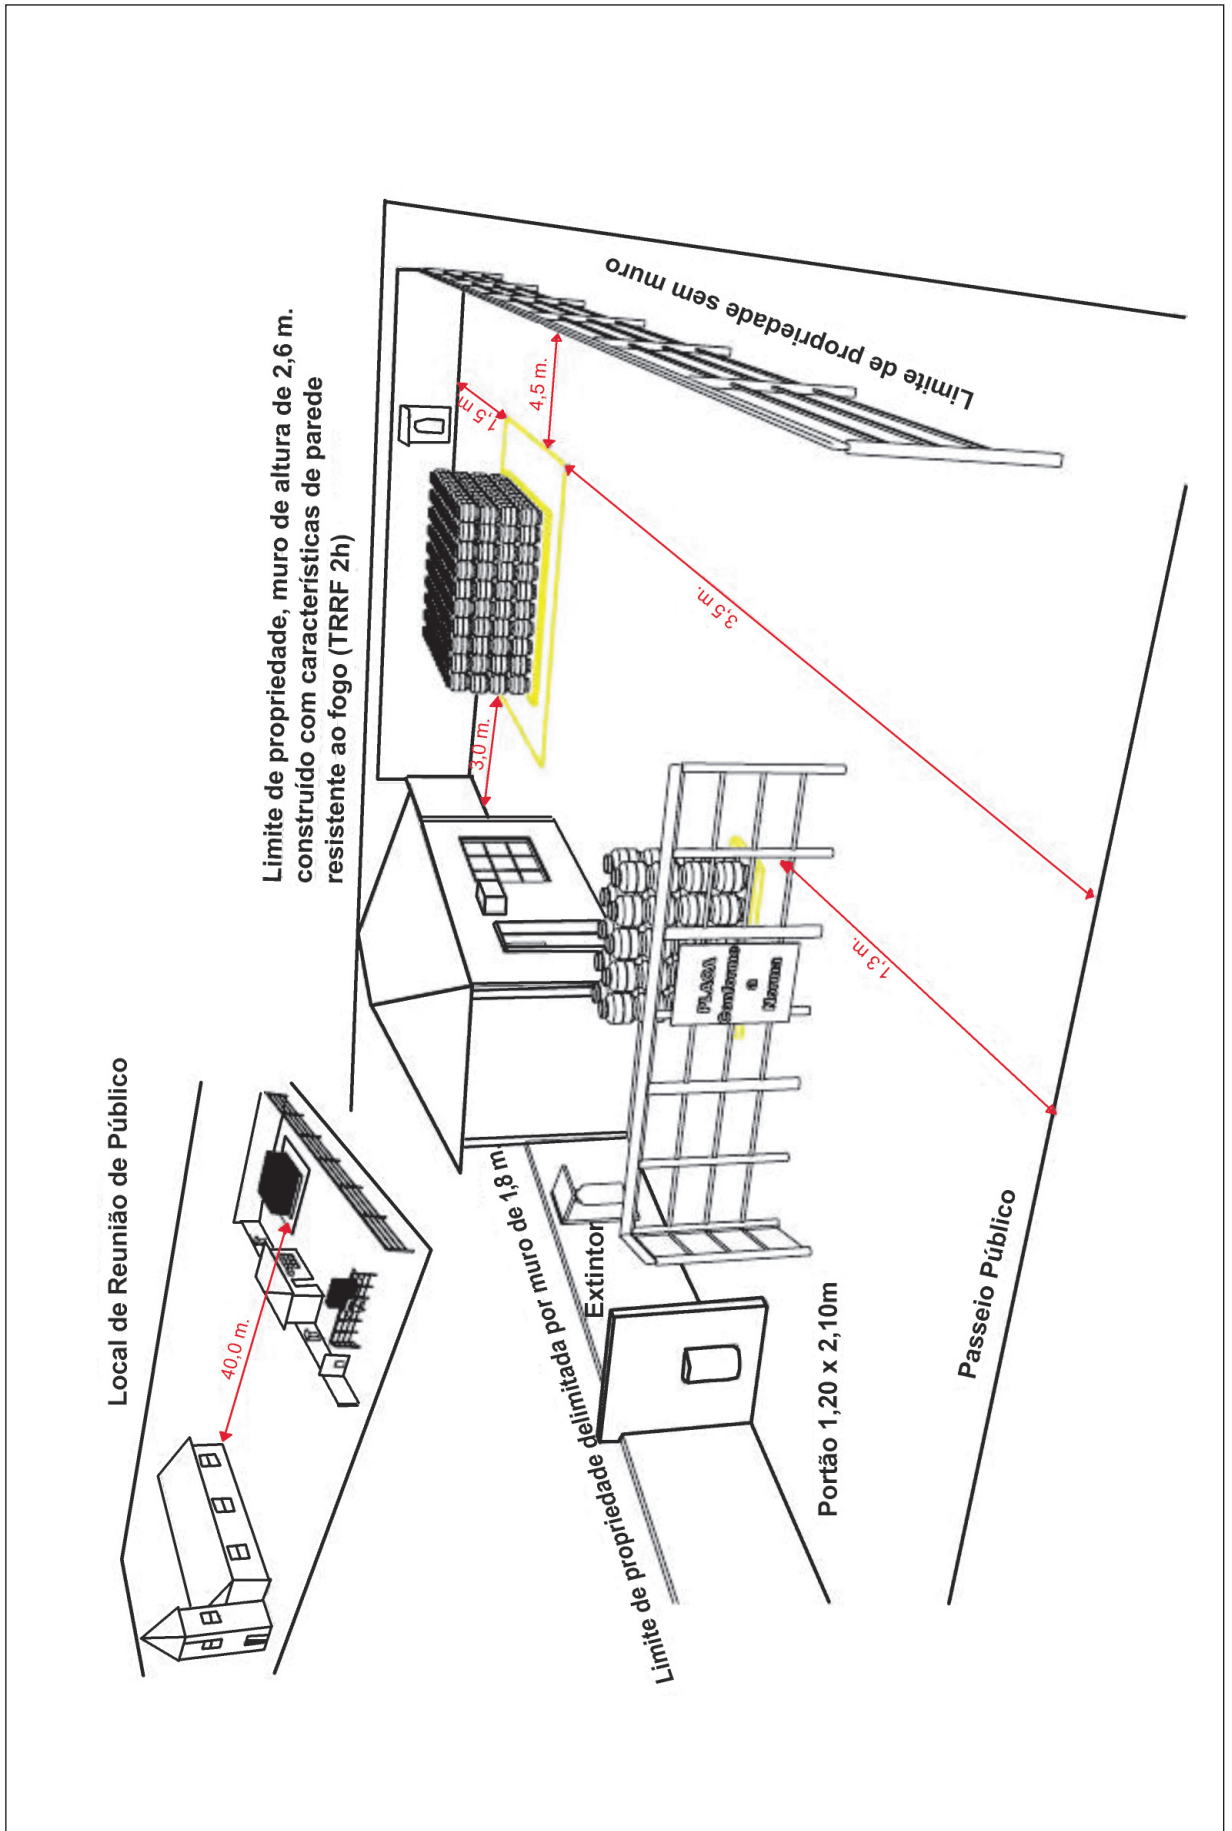 Local de Reunião de Público
40,0 m.
Limite de propriedade, muro de altura de 2,6 m.
construído com características de parede
resistente ao fogo (TRRF 2h)
1,5 m.
4,5 m.
3,0 m.
Limite de propriedade sem muro
3,5 m.
1,3 m.
PLACA
Conforme
a
Norma
Limite de propriedade delimitada por muro de 1,8 m.
Extintor
Portão 1,20 x 2,10m
Passeio Público